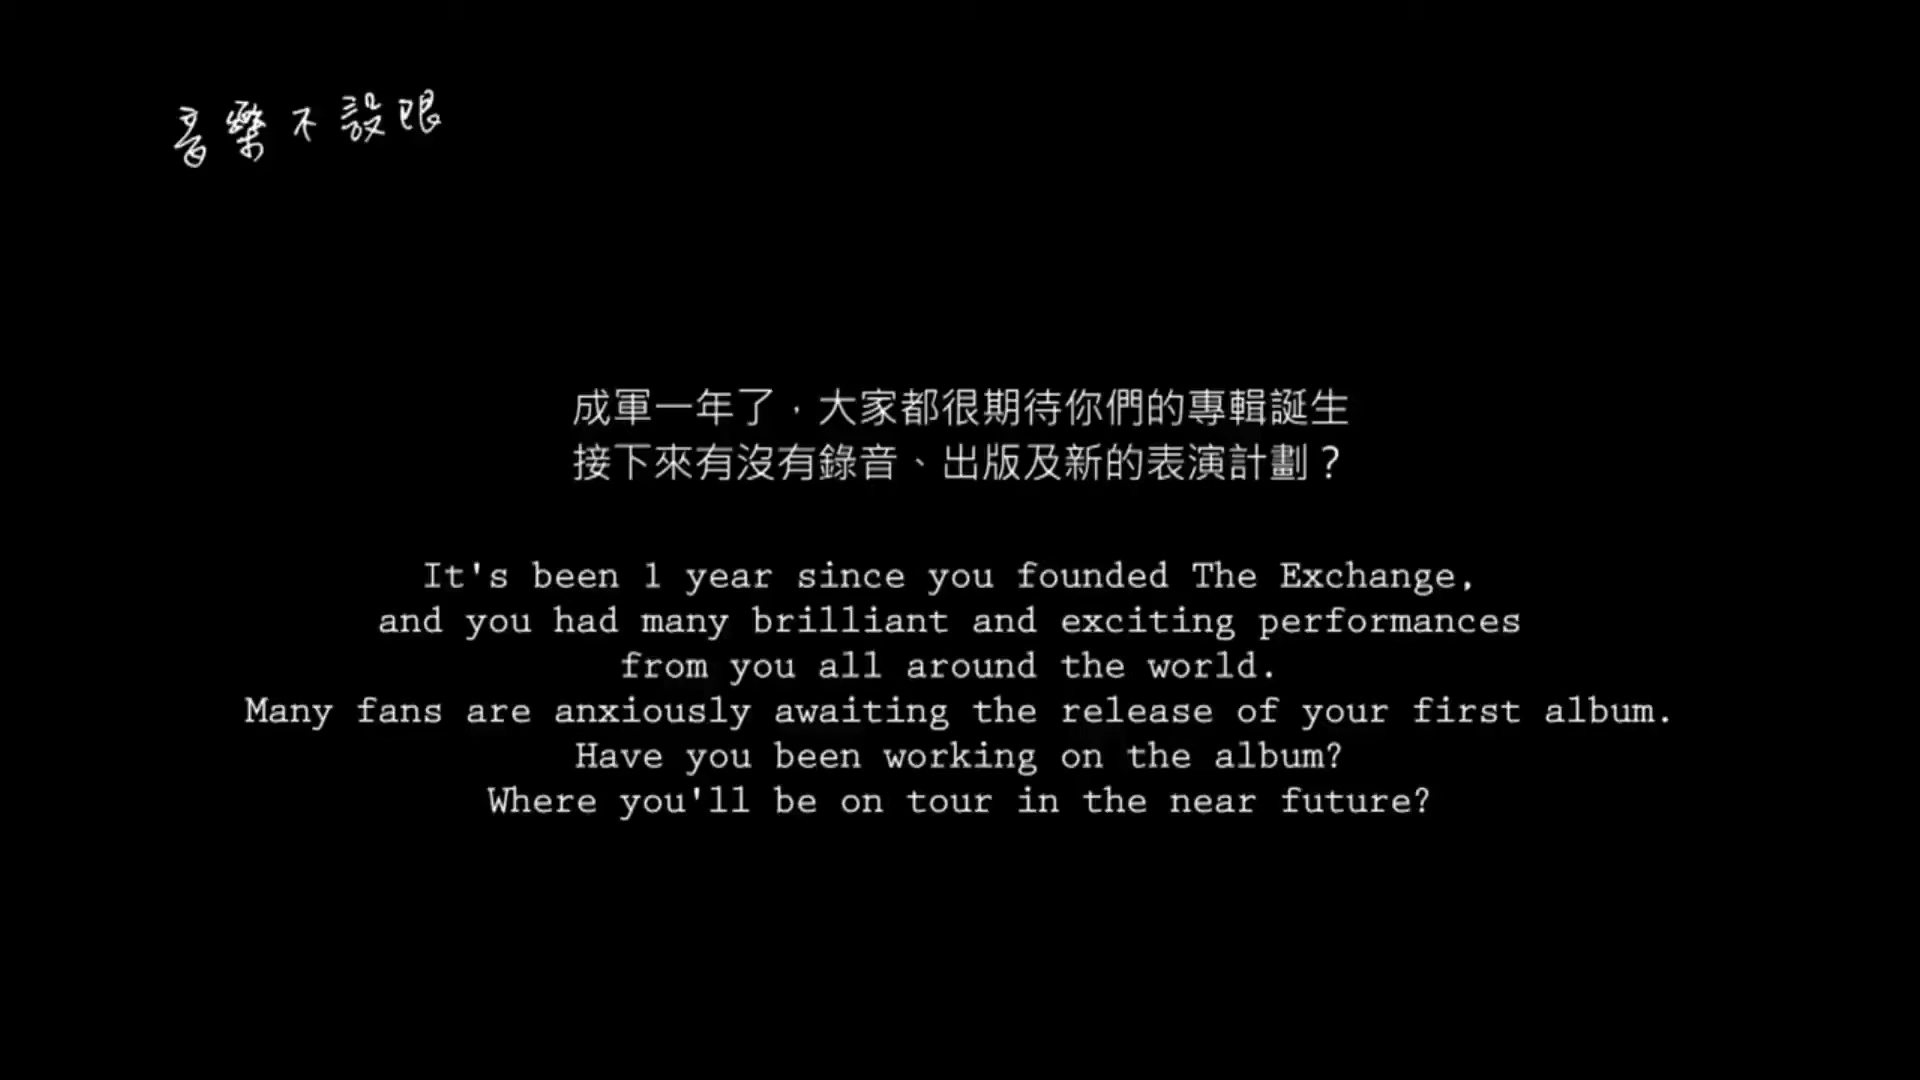 音樂不設限
成軍一年了，大家都很期待你們的專輯誕生
接下來有沒有錄音、出版及新的表演計劃？
It's been 1 year since you founded The Exchange,
and you had many brilliant and exciting performances
from you all around the world.
Many fans are anxiously awaiting the release of your first album.
Have you been working on the album?
Where you'll be on tour in the near future?